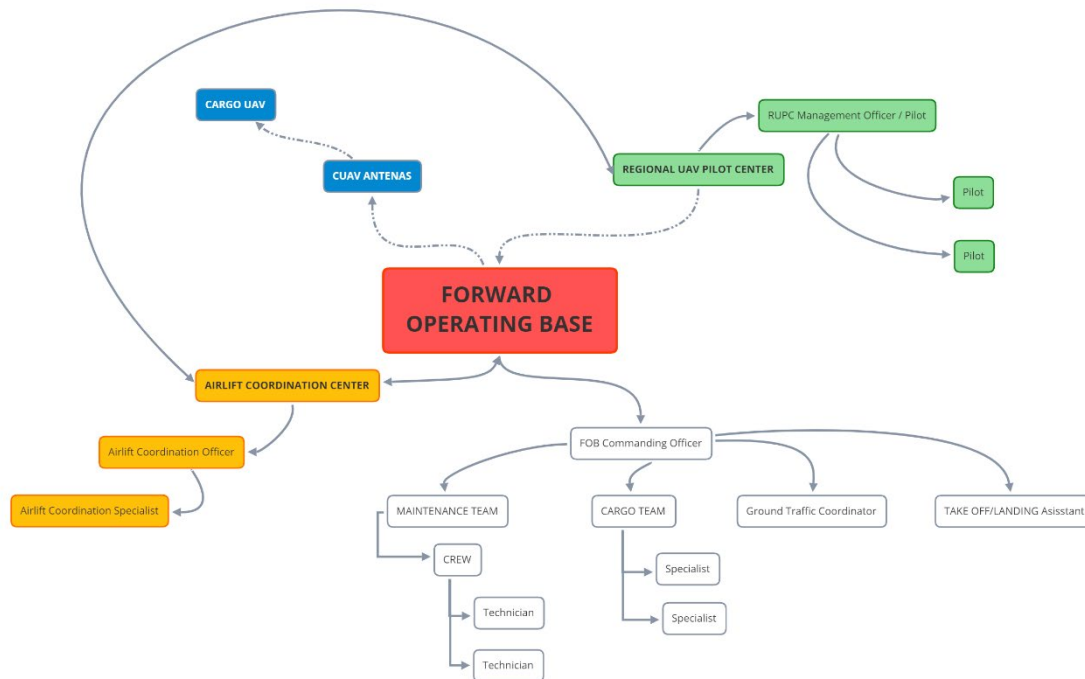 CARGO UAV
RUPC Management Officer / Pilot
CUAV ANTENAS
REGIONAL UAV PILOT CENTER
Pilot
Pilot
FORWARD
OPERATING BASE
AIRLIFT COORDINATION CENTER
Airlift Coordination Officer
FOB Commanding Officer
Airlift Coordination Specialist
MAINTENANCE TEAM
CARGO TEAM
Ground Traffic Coordinator
TAKE OFF/LANDING Asisstant
CREW
Specialist
Technician
Specialist
Technician